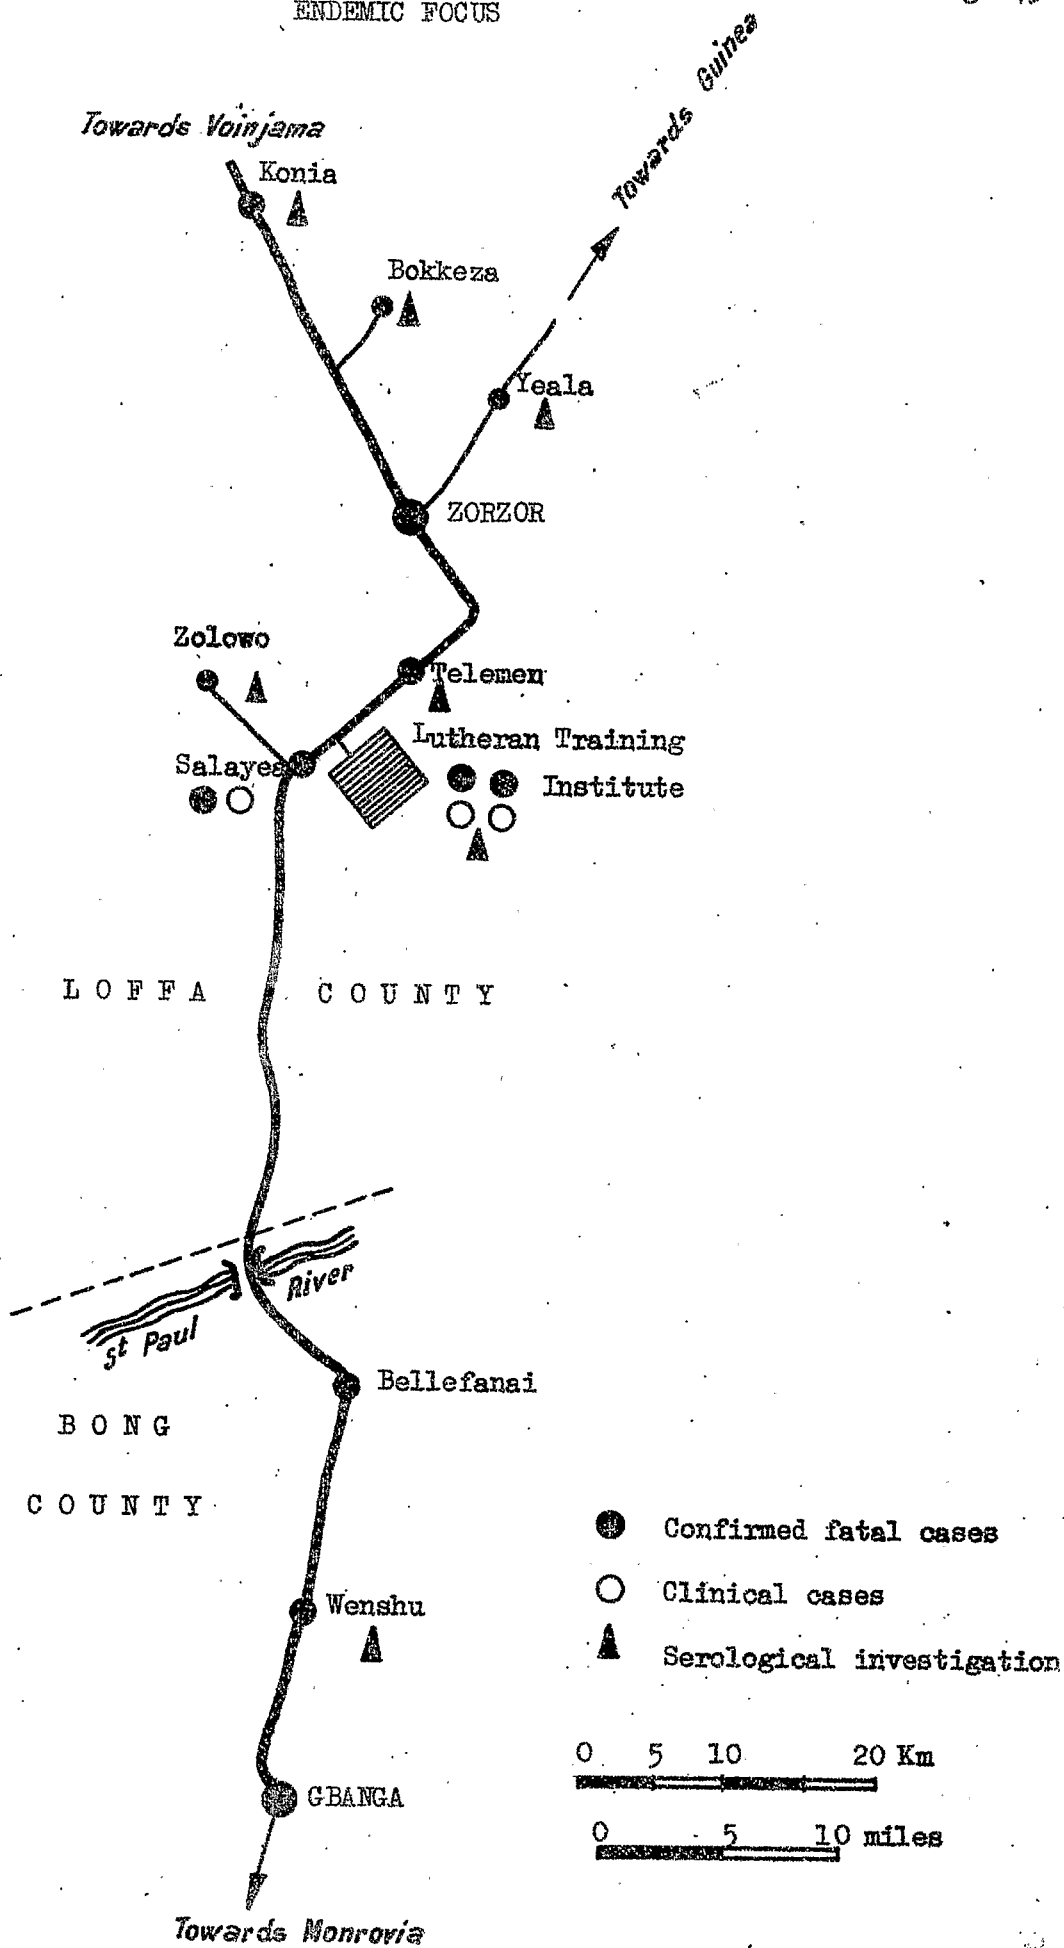 ENDEMIC FOCUS
Towards Voinjama
Towards Guinea
Konia
Bokkeza
Yeala
ZORZOR
Zolowo
Telemen
Lutheran Training
Institute
Salayea
LOFFA COUNTY
River
St Paul
Bellefanai
BONG
COUNTY
Confirmed fatal cases
Clinical cases
Wenshu
Serological investigation
0 5 10 20 Km
GBANGA
0 5 10 miles
Towards Monrovia